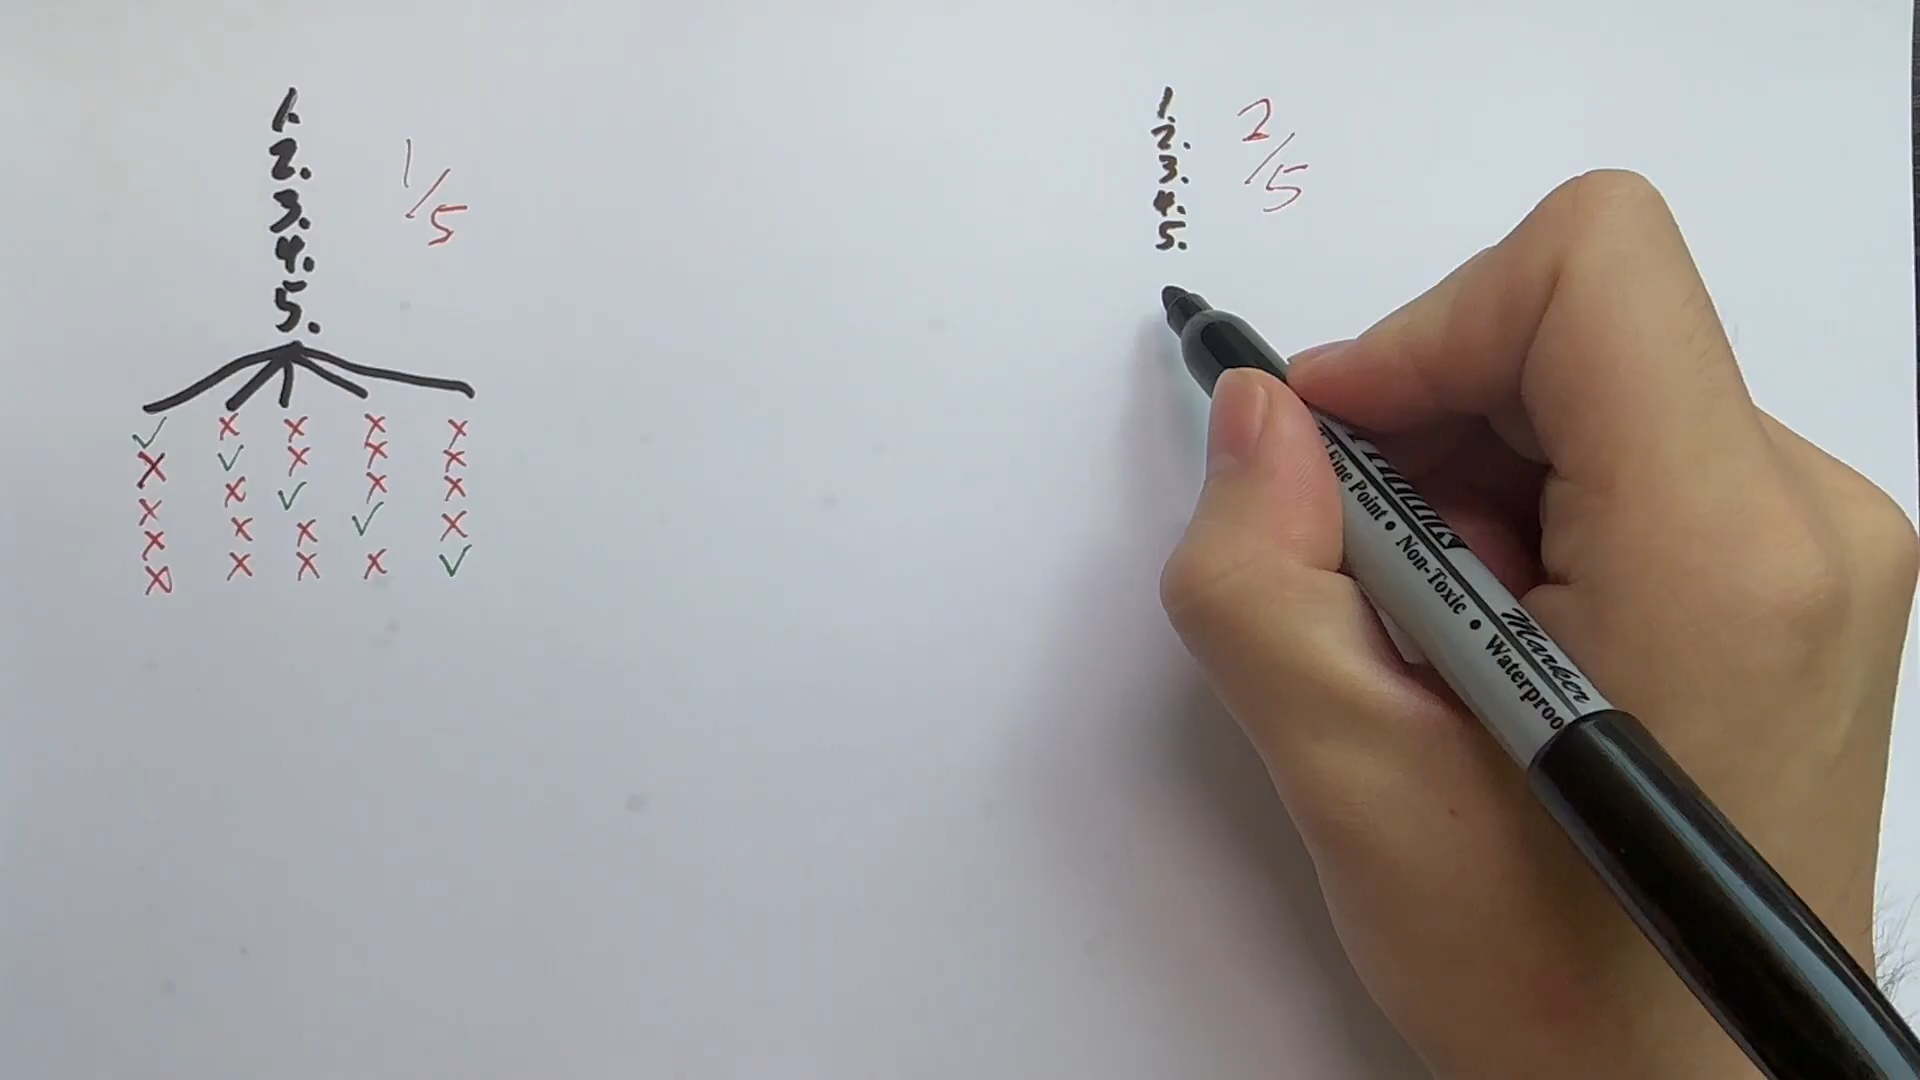 1.
2.
3.
4.
5.
1/5
✓ x x x x
x ✓ x x x
x x ✓ x x
x x x ✓ x
x x x x ✓
1.
2.
3.
4.
5.
2/5
Fine Point • Non-Toxic • Waterproo
Marker